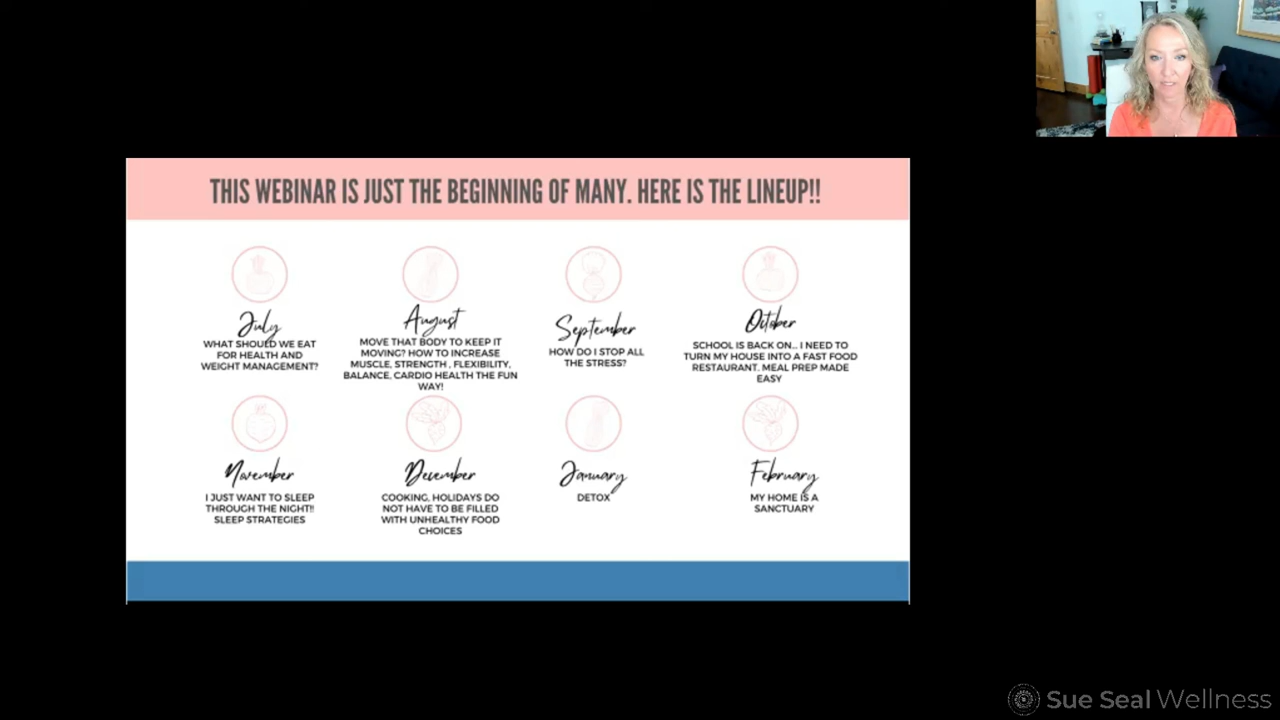 THIS WEBINAR IS JUST THE BEGINNING OF MANY. HERE IS THE LINEUP!!
July
WHAT SHOULD WE EAT
FOR HEALTH AND
WEIGHT MANAGEMENT?
August
MOVE THAT BODY TO KEEP IT
MOVING? HOW TO INCREASE
MUSCLE, STRENGTH , FLEXIBILITY,
BALANCE, CARDIO HEALTH THE FUN
WAY!
September
HOW DO I STOP ALL
THE STRESS?
October
SCHOOL IS BACK ON... I NEED TO
TURN MY HOUSE INTO A FAST FOOD
RESTAURANT. MEAL PREP MADE
EASY
November
I JUST WANT TO SLEEP
THROUGH THE NIGHT!!
SLEEP STRATEGIES
December
COOKING, HOLIDAYS DO
NOT HAVE TO BE FILLED
WITH UNHEALTHY FOOD
CHOICES
January
DETOX
February
MY HOME IS A
SANCTUARY
Sue Seal Wellness